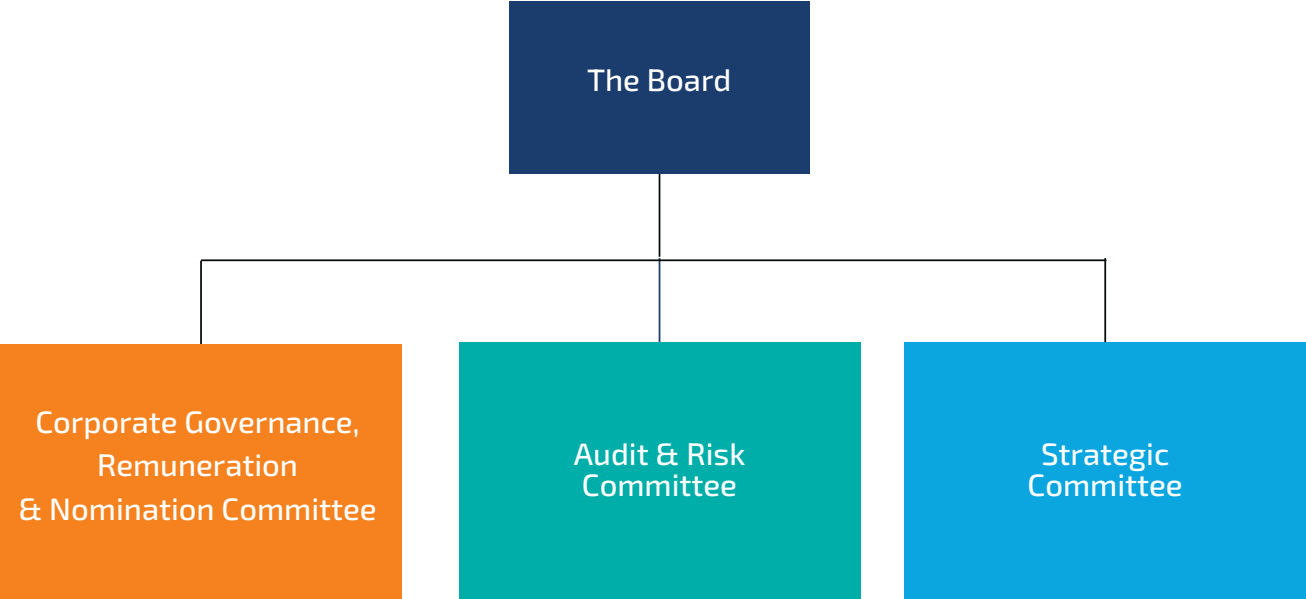 The Board
Corporate Governance,
Remuneration
& Nomination Committee
Audit & Risk
Committee
Strategic
Committee